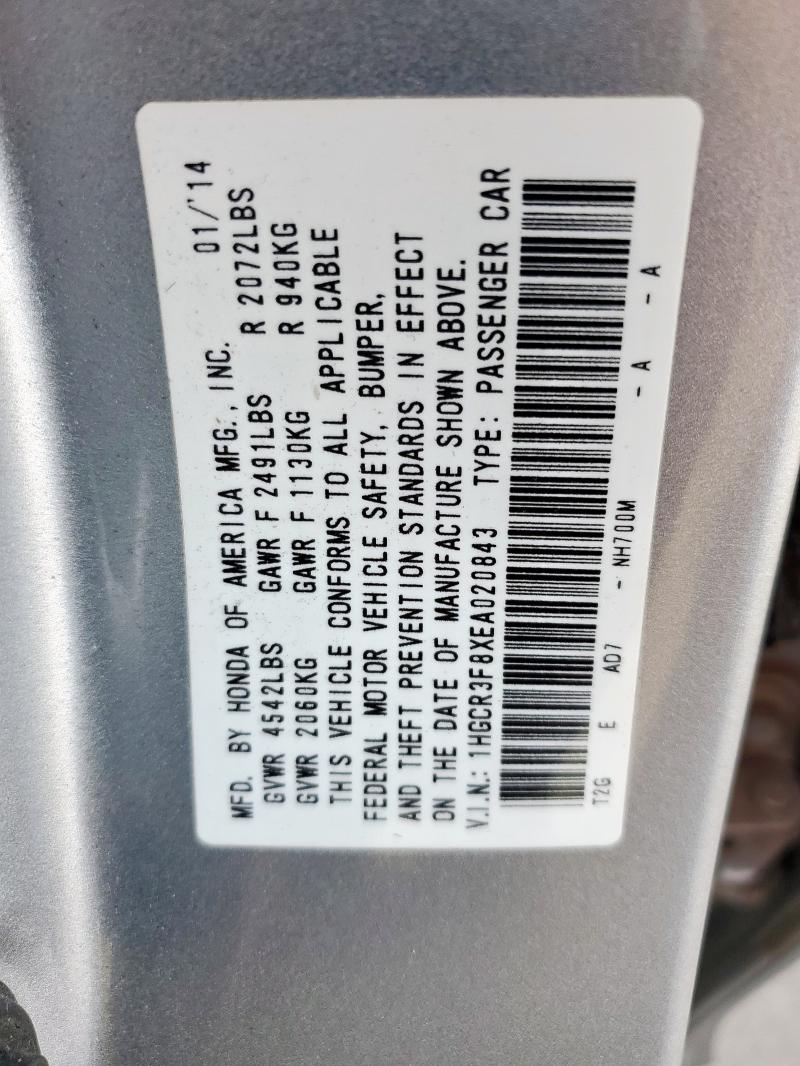 MFD. BY HONDA OF AMERICA MFG., INC. 01/'14
GVWR 4542LBS GAWR F 2491LBS R 2072LBS
GVWR 2060KG GAWR F 1130KG R 940KG
THIS VEHICLE CONFORMS TO ALL APPLICABLE
FEDERAL MOTOR VEHICLE SAFETY, BUMPER,
AND THEFT PREVENTION STANDARDS IN EFFECT
ON THE DATE OF MANUFACTURE SHOWN ABOVE.
V.I.N.: 1HGCR3F8XEA020843 TYPE: PASSENGER CAR
T2G E AD7 - NH700M - A - A